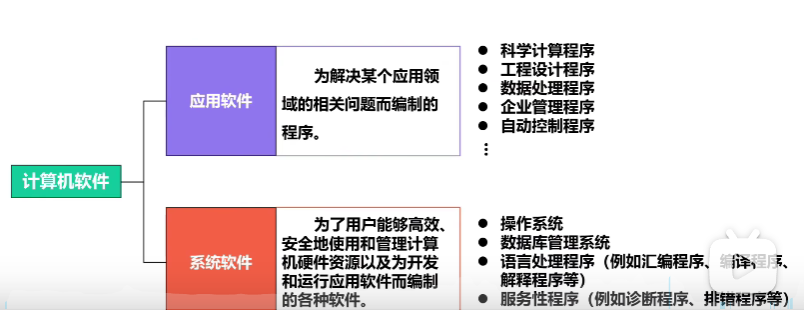 计算机软件
应用软件
为解决某个应用领
域的相关问题而编制的
程序。
● 科学计算程序
● 工程设计程序
● 数据处理程序
● 企业管理程序
● 自动控制程序
⋮
系统软件
为了用户能够高效、
安全地使用和管理计算
机硬件资源以及为开发
和运行应用软件而编制
的各种软件。
● 操作系统
● 数据库管理系统
● 语言处理程序（例如汇编程序、编译程序、
解释程序等）
● 服务性程序（例如诊断程序、排错程序等）